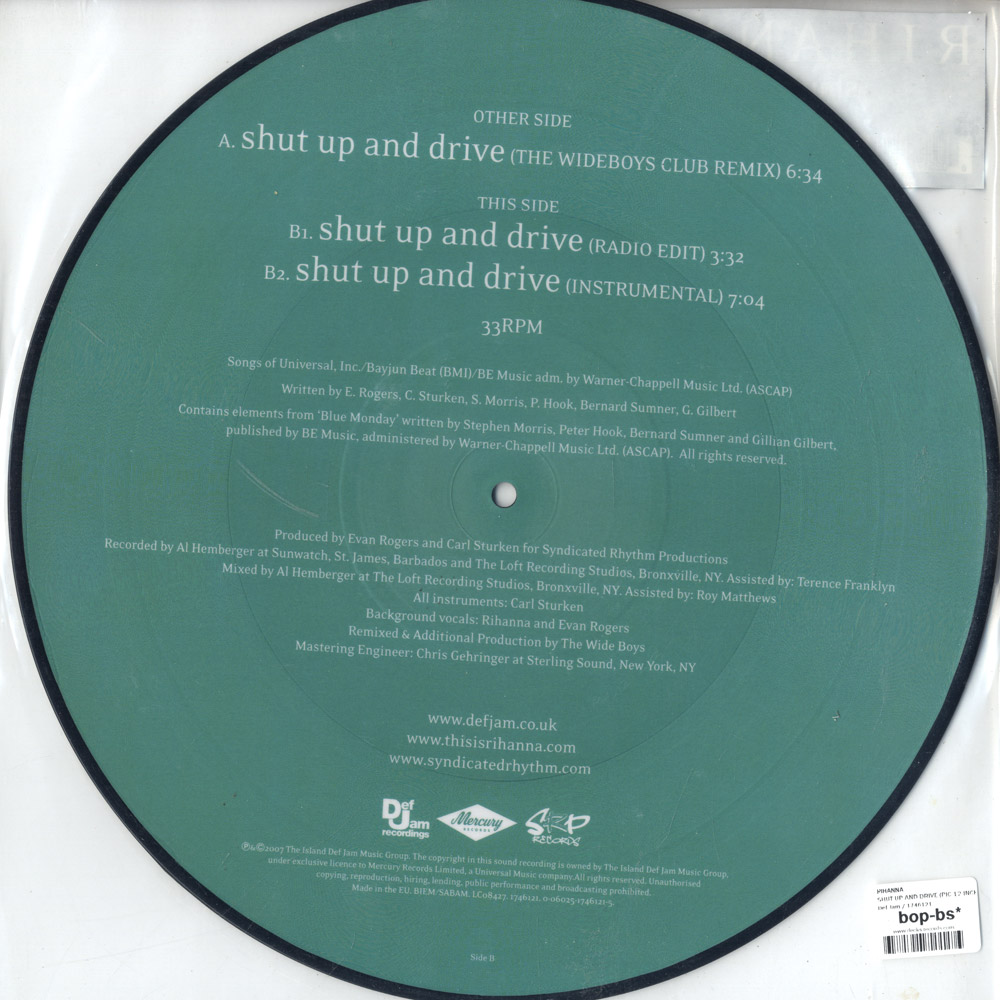 RIHAN
OTHER SIDE
A. shut up and drive (THE WIDEBOYS CLUB REMIX) 6:34
THIS SIDE
B1. shut up and drive (RADIO EDIT) 3:32
B2. shut up and drive (INSTRUMENTAL) 7:04
33RPM
Songs of Universal, Inc./Bayjun Beat (BMI)/BE Music adm. by Warner-Chappell Music Ltd. (ASCAP)
Written by E. Rogers, C. Sturken, S. Morris, P. Hook, Bernard Sumner, G. Gilbert
Contains elements from 'Blue Monday' written by Stephen Morris, Peter Hook, Bernard Sumner and Gillian Gilbert,
published by BE Music, administered by Warner-Chappell Music Ltd. (ASCAP). All rights reserved.
Produced by Evan Rogers and Carl Sturken for Syndicated Rhythm Productions
Recorded by Al Hemberger at Sunwatch, St. James, Barbados and The Loft Recording Studios, Bronxville, NY. Assisted by: Terence Franklyn
Mixed by Al Hemberger at The Loft Recording Studios, Bronxville, NY. Assisted by: Roy Matthews
All instruments: Carl Sturken
Background vocals: Rihanna and Evan Rogers
Remixed & Additional Production by The Wide Boys
Mastering Engineer: Chris Gehringer at Sterling Sound, New York, NY
www.defjam.co.uk
www.thisisrihanna.com
www.syndicatedrhythm.com
Def Jam recordings
Mercury RECORDS
SRP RECORDS
℗&©2007 The Island Def Jam Music Group. The copyright in this sound recording is owned by The Island Def Jam Music Group,
under exclusive licence to Mercury Records Limited, a Universal Music company.All rights reserved. Unauthorised
copying, reproduction, hiring, lending, public performance and broadcasting prohibited.
Made in the EU. BIEM/SABAM. LC08427. 1746121. 0-06025-1746121-5.
Side B
RIHANNA
SHUT UP AND DRIVE (PIC 12 INCH
Def Jam / 1746121
bop-bs*